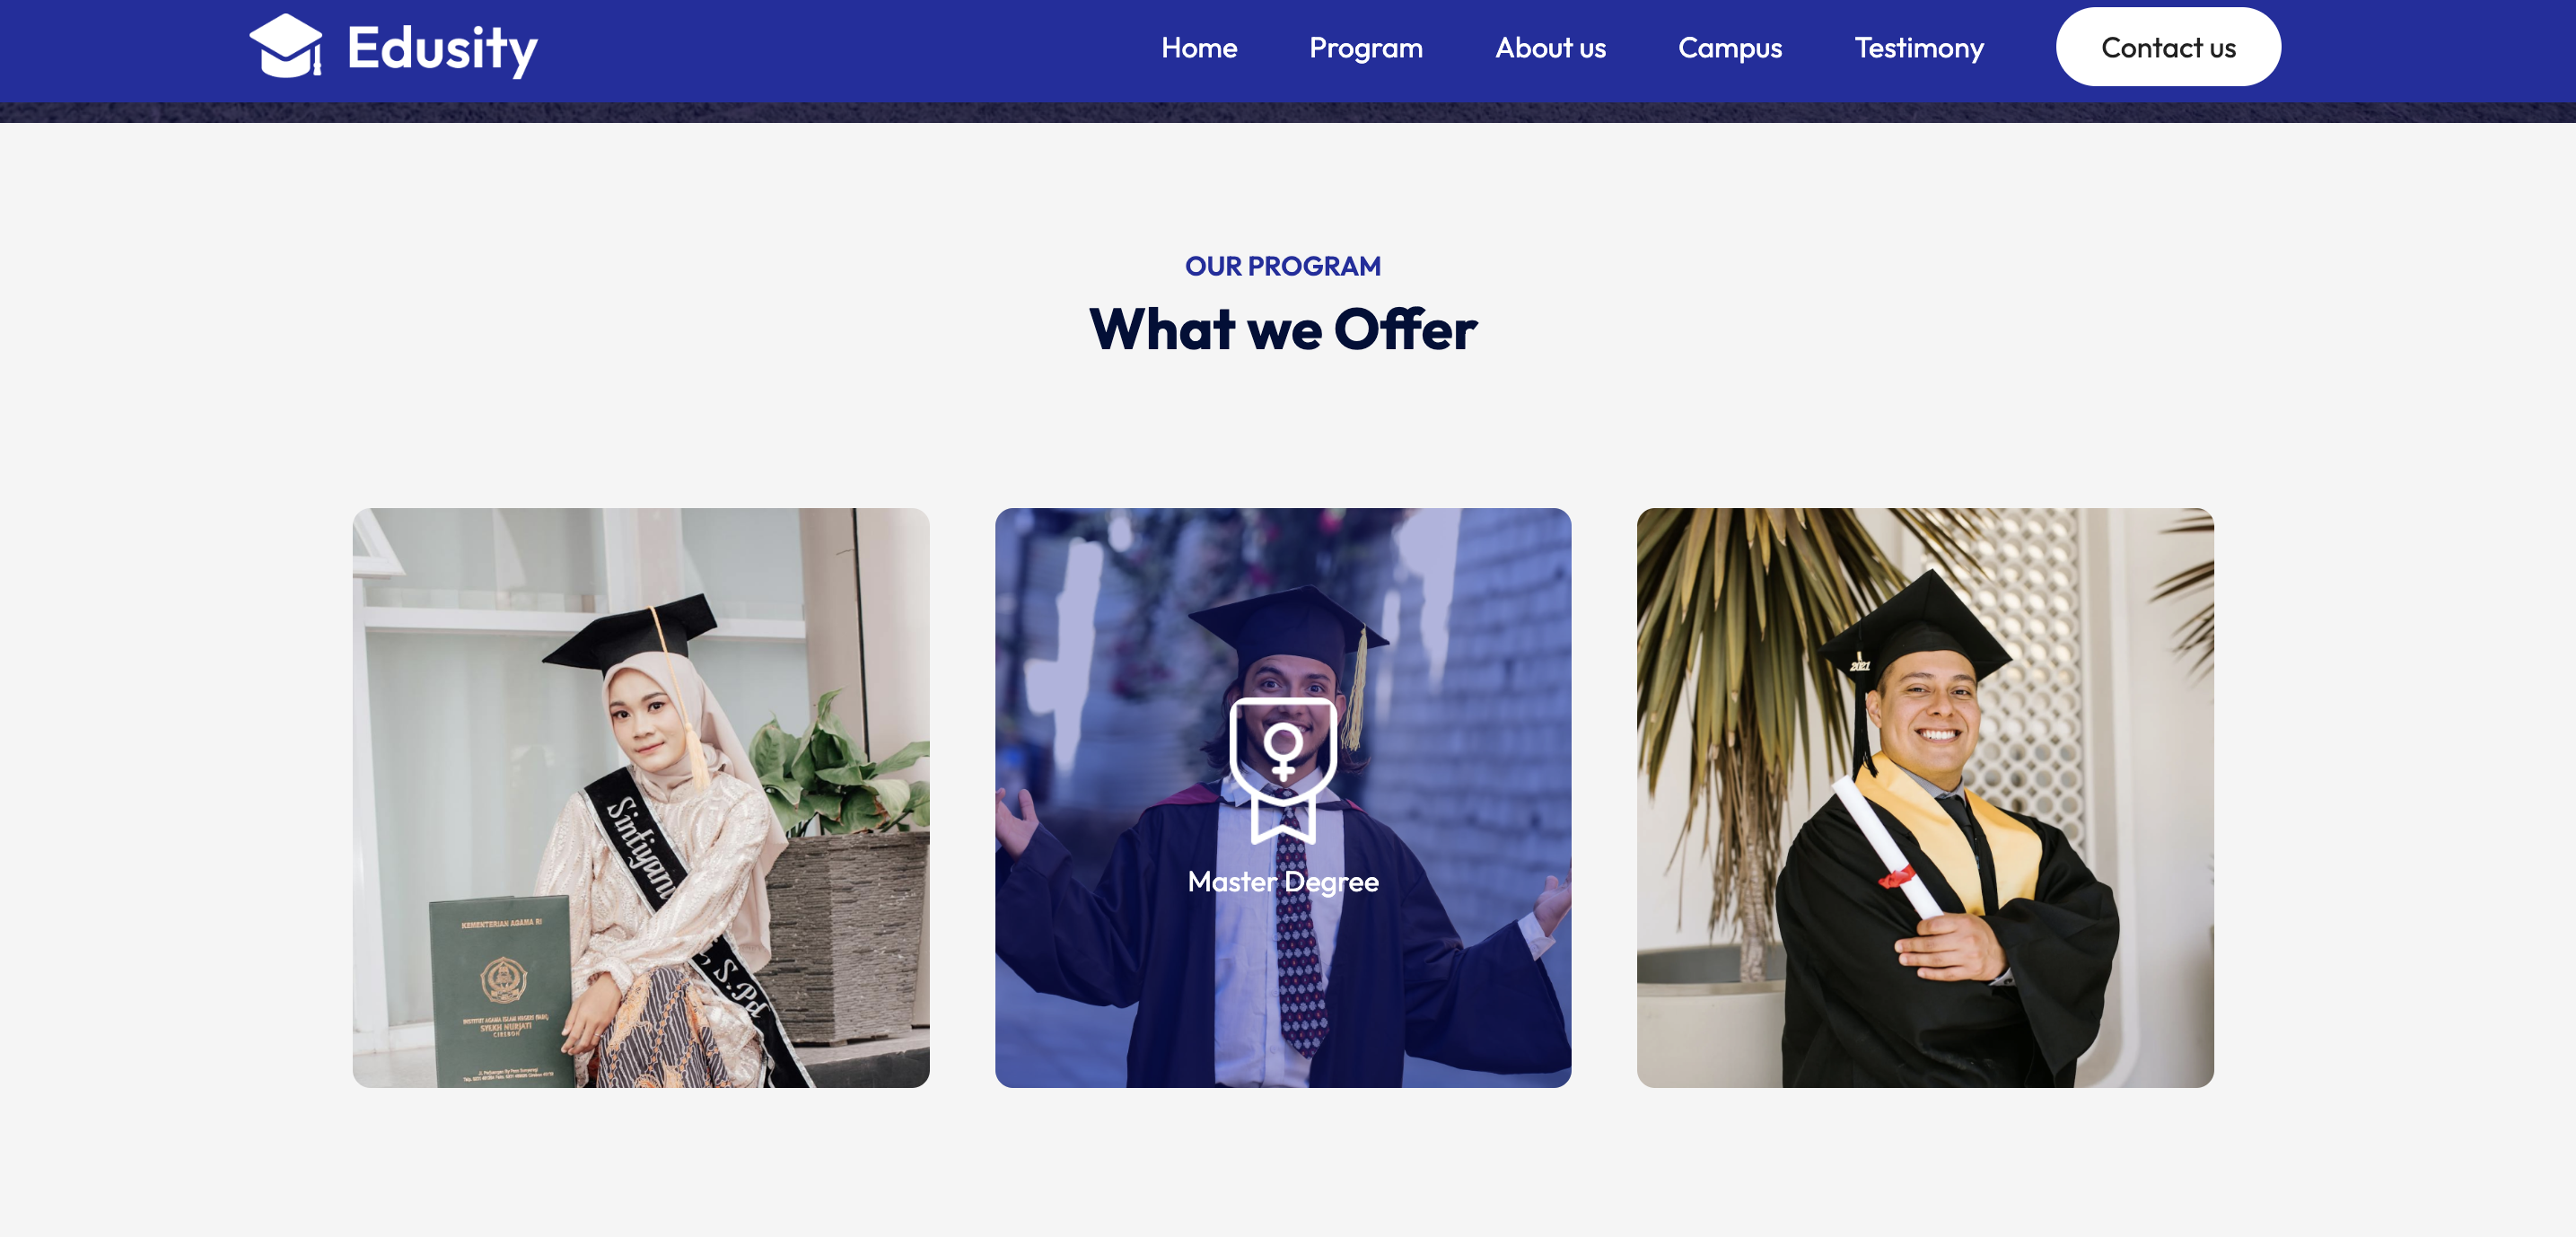 Edusity
Home
Program
About us
Campus
Testimony
Contact us
OUR PROGRAM
What we Offer
2021
Sintiyani
, S.Pd
KEMENTERIAN AGAMA RI
INSTITUT AGAMA ISLAM NEGERI (IAIN)
SYEKH NURJATI
CIREBON
Master Degree